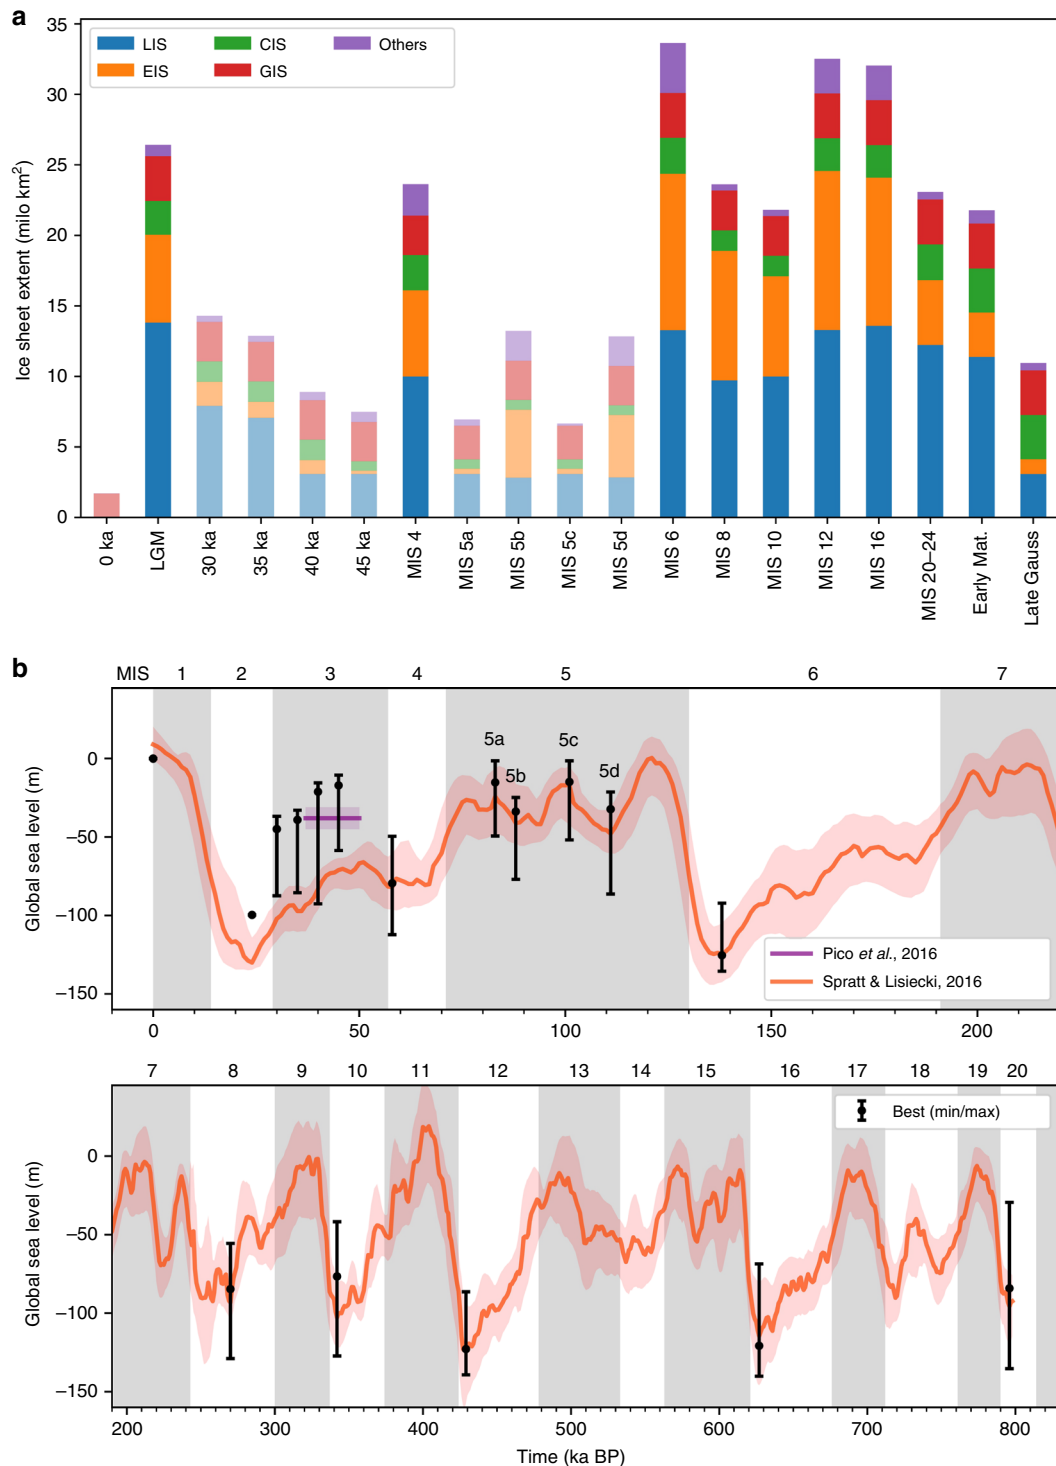 a
35
30
25
20
15
10
5
0
Ice sheet extent (milo km²)
LIS
CIS
Others
EIS
GIS
0 ka
LGM
30 ka
35 ka
40 ka
45 ka
MIS 4
MIS 5a
MIS 5b
MIS 5c
MIS 5d
MIS 6
MIS 8
MIS 10
MIS 12
MIS 16
MIS 20–24
Early Mat.
Late Gauss
b
MIS 1 2 3 4 5 6 7
0
−50
−100
−150
Global sea level (m)
5a
5b
5c
5d
Pico et al., 2016
Spratt & Lisiecki, 2016
0 50 100 150 200
7 8 9 10 11 12 13 14 15 16 17 18 19 20
0
−50
−100
−150
Global sea level (m)
Best (min/max)
200 300 400 500 600 700 800
Time (ka BP)